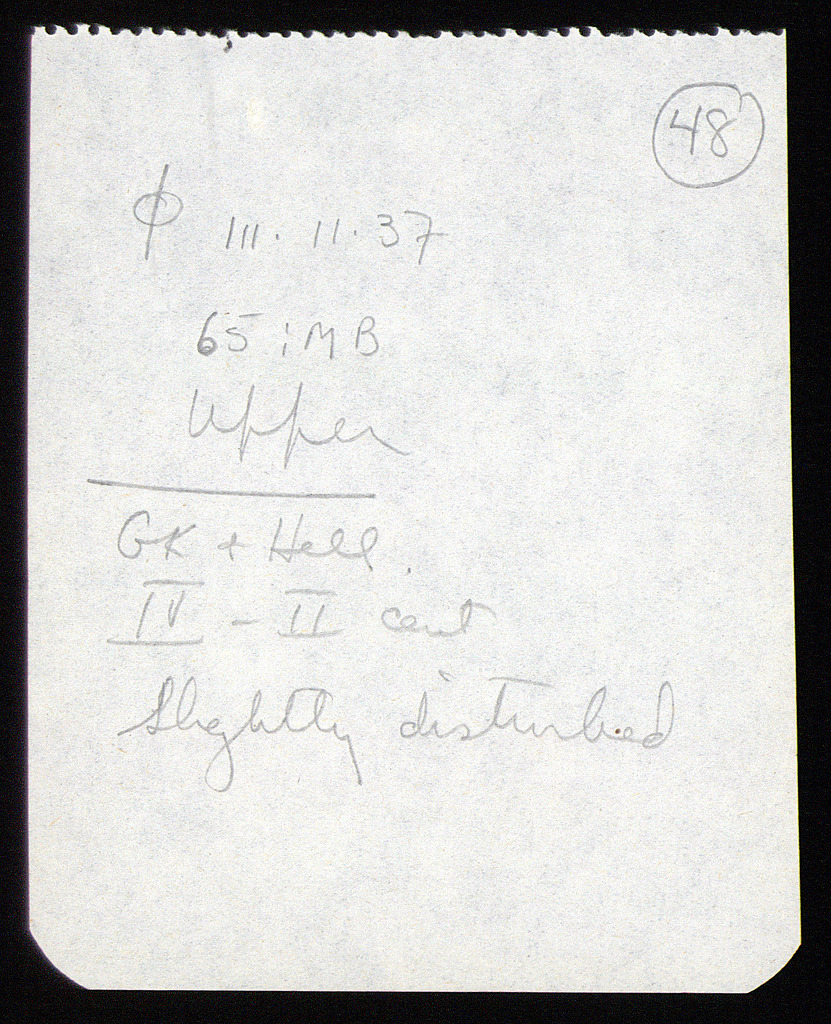 48
Φ III. 11. 37
65 : MB
Upper
GK + Hell.
IV - II cent
Slightly disturbed